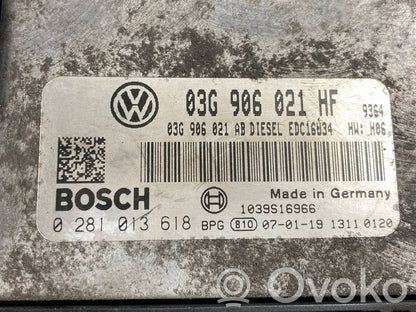 03G 906 021 HF 9364
03G 906 021 AB DIESEL EDC16U34 HW: H06
BOSCH
Made in Germany
1039S16966
0 281 013 618 BPG 810 07-01-19 1311 0120
Ovoko